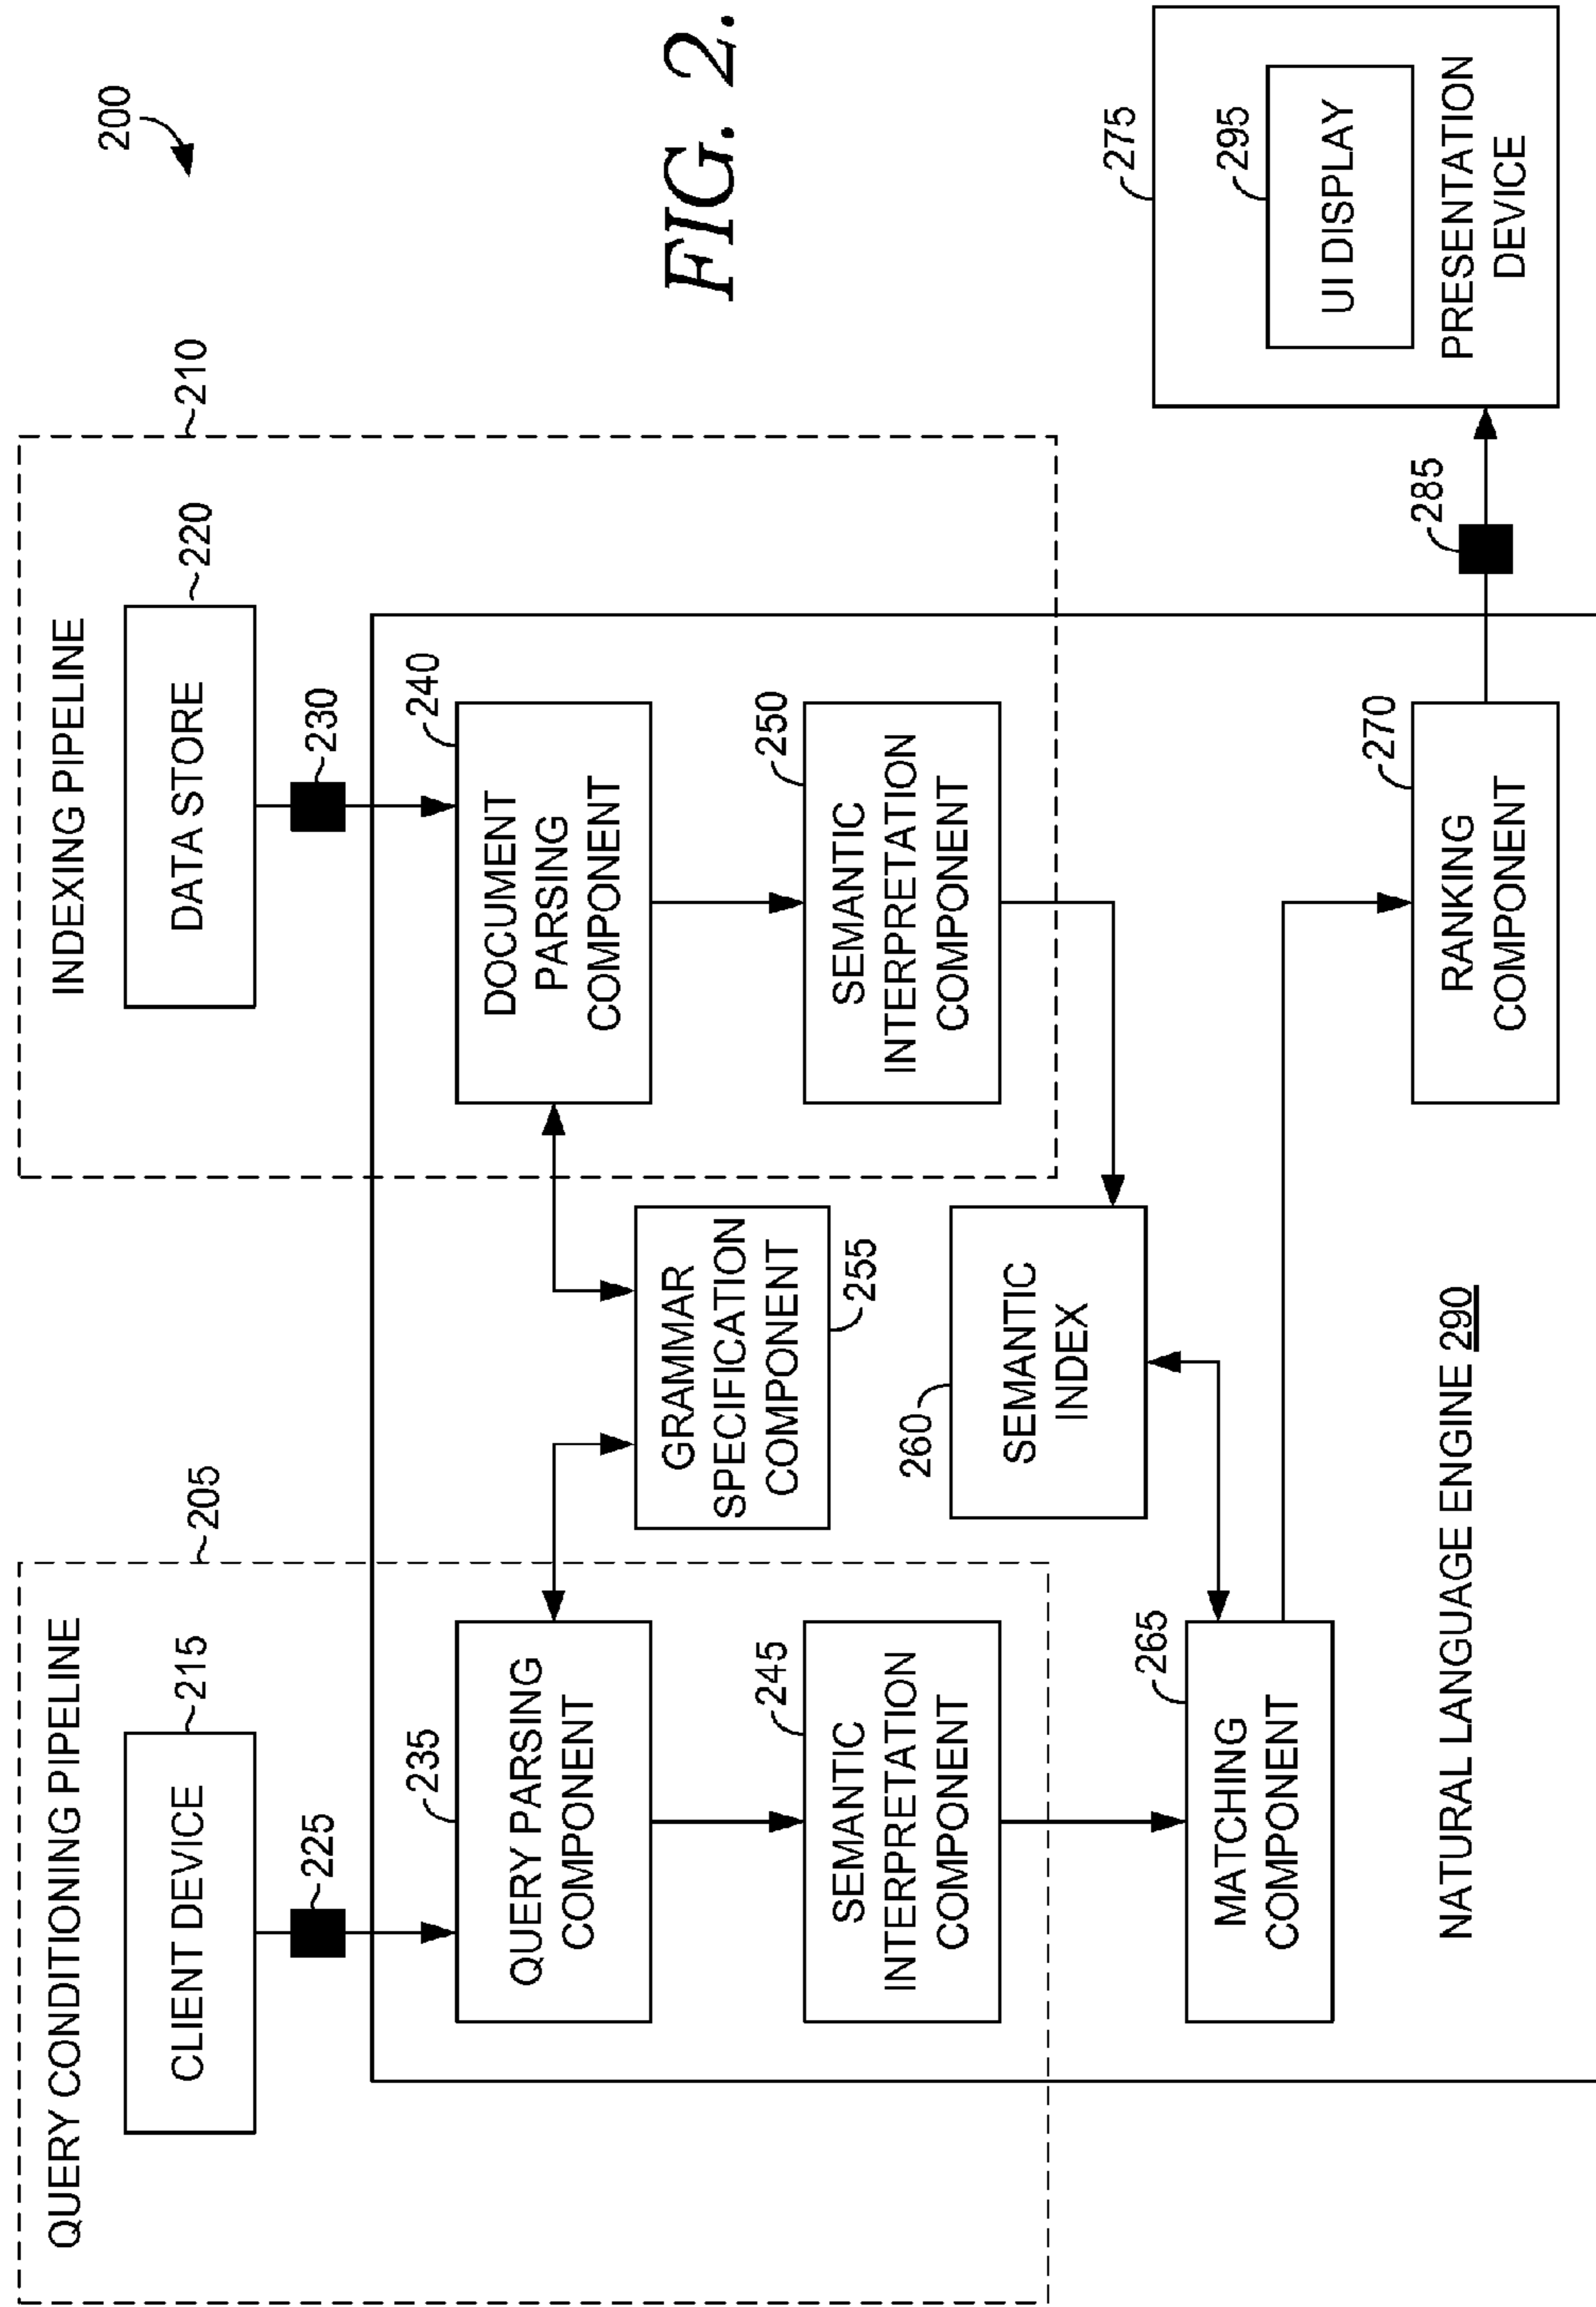 200
FIG. 2.
QUERY CONDITIONING PIPELINE
~205
CLIENT DEVICE
~215
~225
235
QUERY PARSING
COMPONENT
245
SEMANTIC
INTERPRETATION
COMPONENT
265
MATCHING
COMPONENT
GRAMMAR
SPECIFICATION
COMPONENT
255
260
SEMANTIC
INDEX
INDEXING PIPELINE
~210
DATA STORE
~220
~230
240
DOCUMENT
PARSING
COMPONENT
250
SEMANTIC
INTERPRETATION
COMPONENT
270
RANKING
COMPONENT
NATURAL LANGUAGE ENGINE 290
285
275
295
UI DISPLAY
PRESENTATION
DEVICE